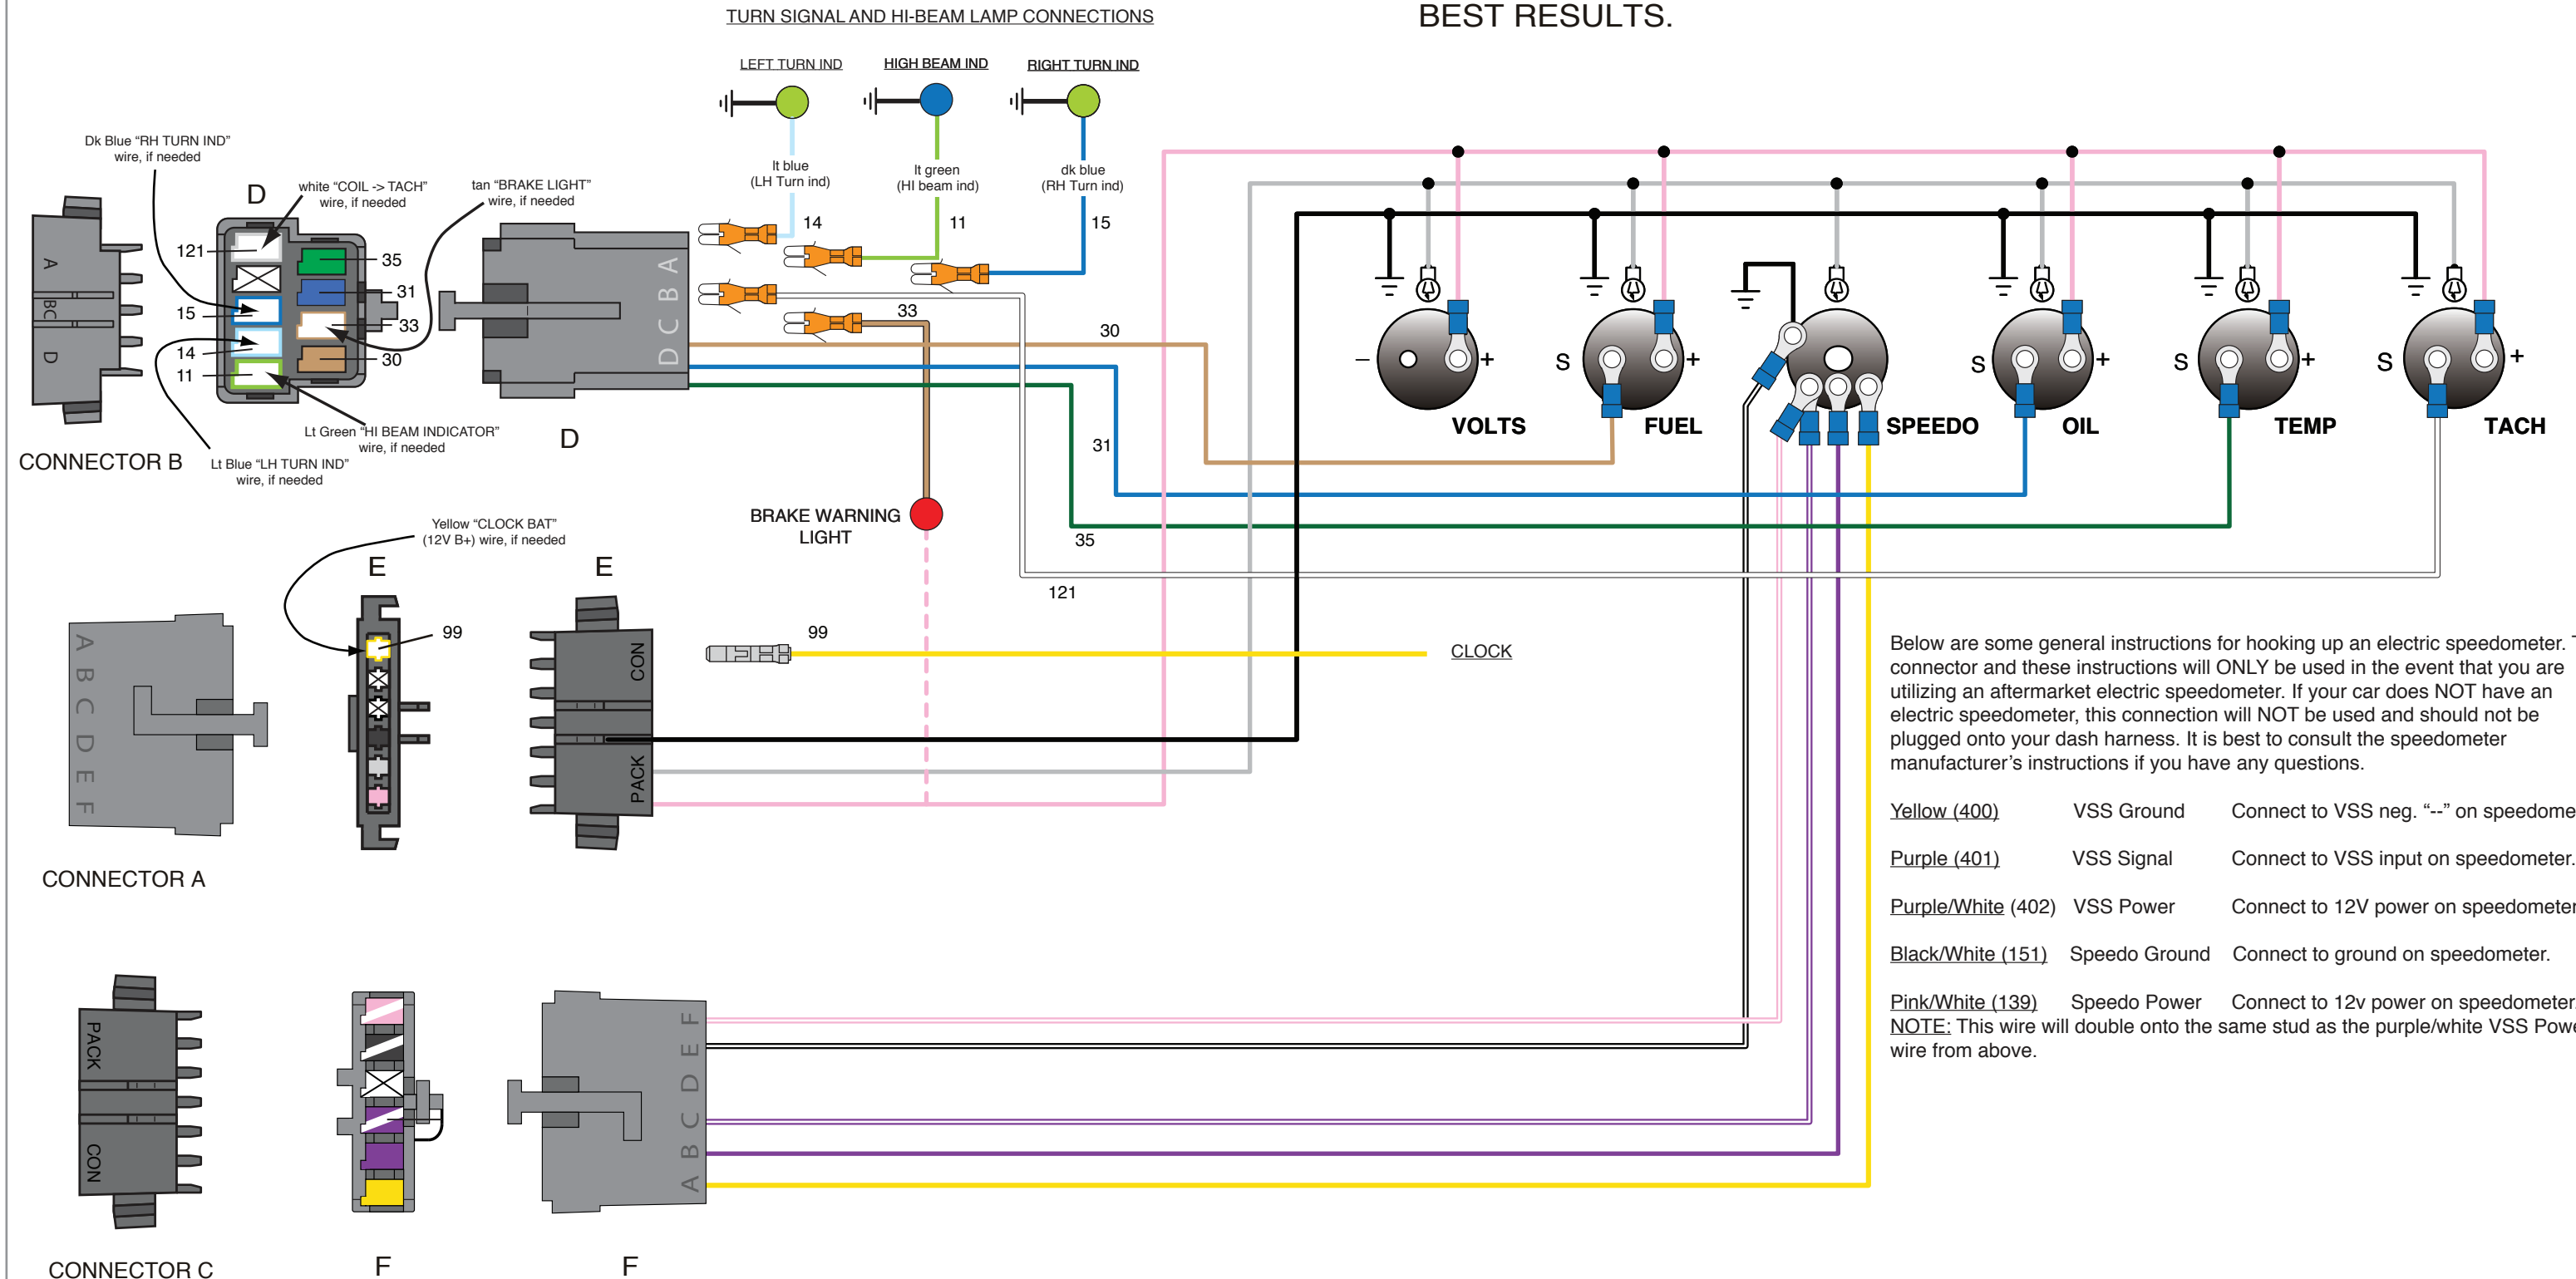 BEST RESULTS.
TURN SIGNAL AND HI-BEAM LAMP CONNECTIONS
LEFT TURN IND
HIGH BEAM IND
RIGHT TURN IND
lt blue
(LH Turn ind)
lt green
(HI beam ind)
dk blue
(RH Turn ind)
14
11
15
Dk Blue “RH TURN IND”
wire, if needed
D
white “COIL -> TACH”
wire, if needed
tan “BRAKE LIGHT”
wire, if needed
121
15
14
11
35
31
33
30
A
BC
D
CONNECTOR B
Lt Green “HI BEAM INDICATOR”
wire, if needed
Lt Blue “LH TURN IND”
wire, if needed
D C B A
D
33
30
31
35
121
BRAKE WARNING
LIGHT
–
+
VOLTS
S
+
FUEL
SPEEDO
S
+
OIL
S
+
TEMP
S
+
TACH
Yellow “CLOCK BAT”
(12V B+) wire, if needed
E
99
E
A B C D E F
CONNECTOR A
CON
PACK
99
CLOCK
Below are some general instructions for hooking up an electric speedometer.
connector and these instructions will ONLY be used in the event that you are
utilizing an aftermarket electric speedometer. If your car does NOT have an
electric speedometer, this connection will NOT be used and should not be
plugged onto your dash harness. It is best to consult the speedometer
manufacturer’s instructions if you have any questions.
Yellow (400) VSS Ground Connect to VSS neg. “--” on speedome
Purple (401) VSS Signal Connect to VSS input on speedometer.
Purple/White (402) VSS Power Connect to 12V power on speedometer
Black/White (151) Speedo Ground Connect to ground on speedometer.
Pink/White (139) Speedo Power Connect to 12v power on speedometer.
NOTE: This wire will double onto the same stud as the purple/white VSS Powe
wire from above.
PACK
CON
CONNECTOR C
F
A B C D E F
F